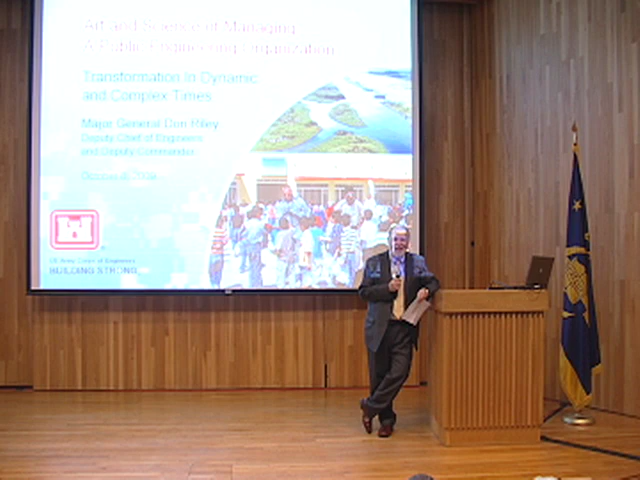 Art and Science of Managing
A Public Engineering Organization
Transformation in Dynamic
and Complex Times
Major General Don Riley
Deputy Chief of Engineers
and Deputy Commander
US Army Corps of Engineers
BUILDING STRONG